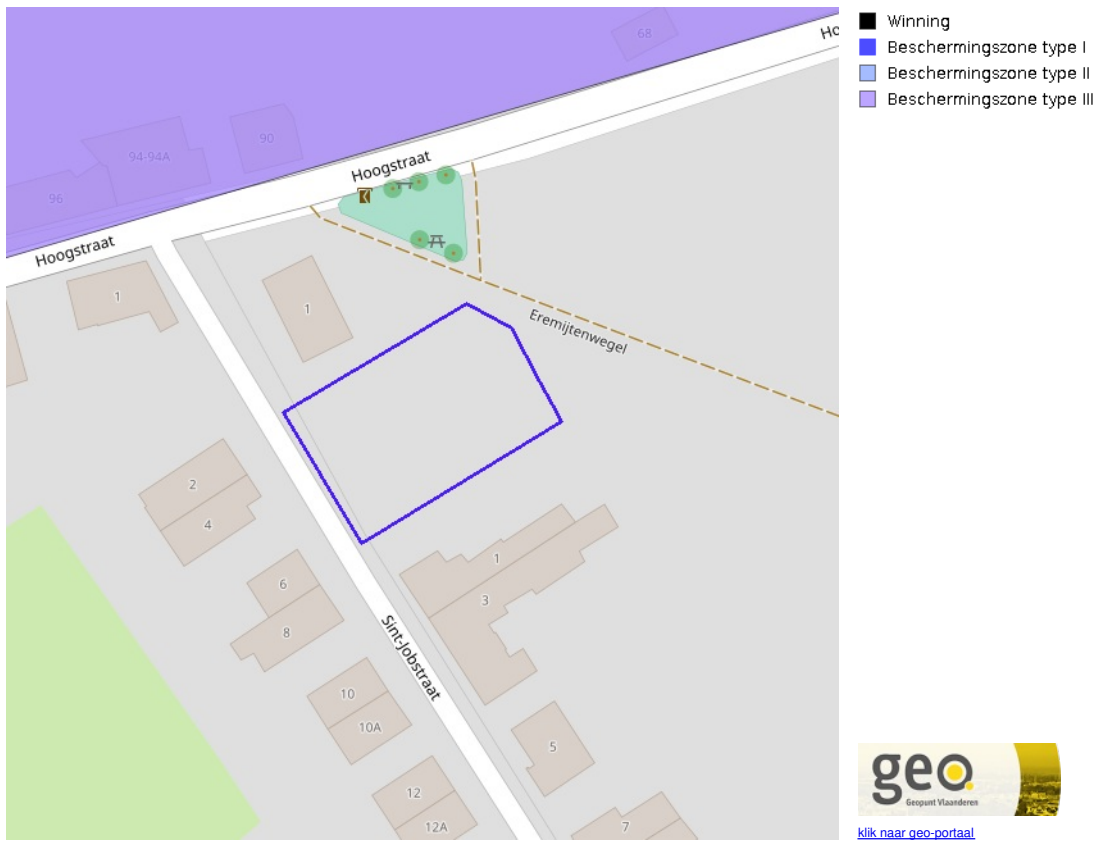 Winning
Beschermingszone type I
Beschermingszone type II
Beschermingszone type III
Ho
68
90
94-94A
96
Hoogstraat
Hoogstraat
1
1
Eremijtenwegel
2
4
6
8
1
3
Sint-Jobstraat
10
10A
5
12
12A
7
geo.
Geopunt Vlaanderen
klik naar geo-portaal